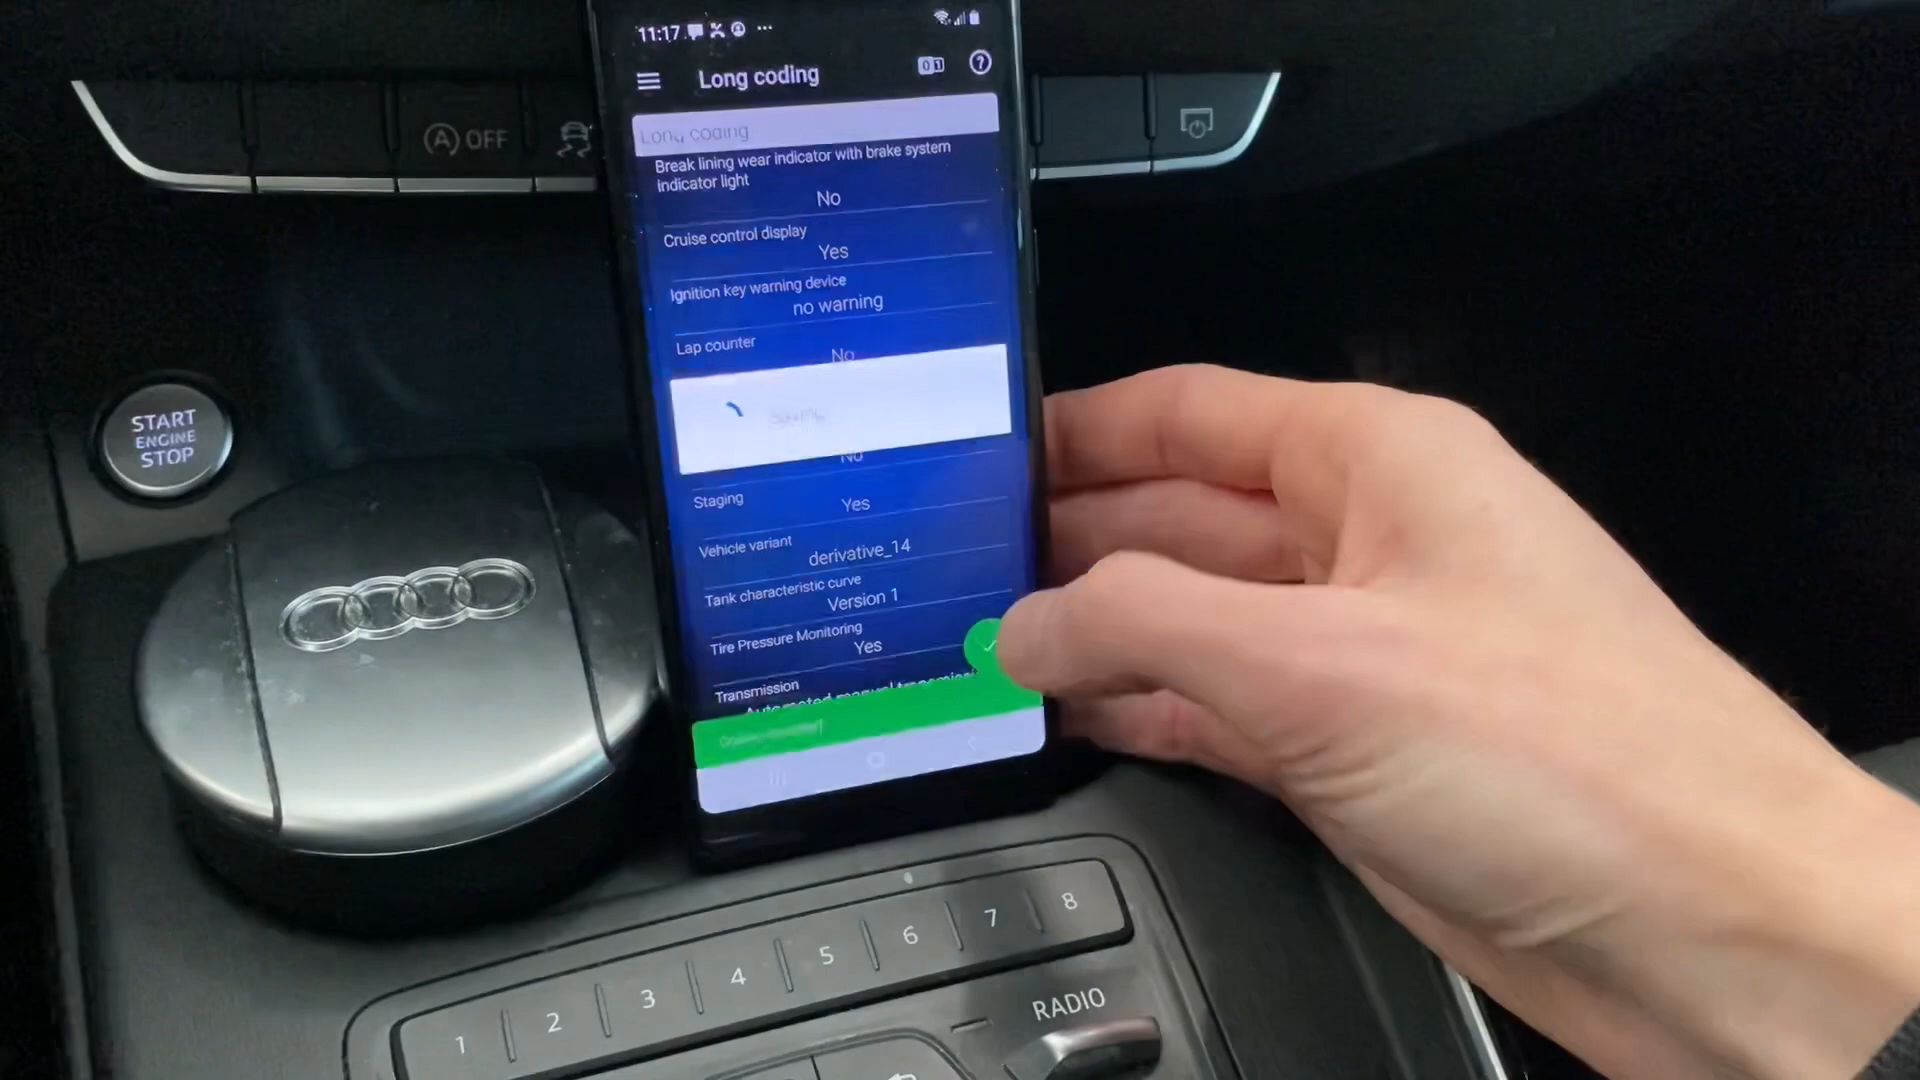 11:17
Long coding
01
?
Long coding
Break lining wear indicator with brake system
indicator light
No
Cruise control display
Yes
Ignition key warning device
no warning
Lap counter
No
No
Staging
Yes
Vehicle variant
derivative_14
Tank characteristic curve
Version 1
Tire Pressure Monitoring
Yes
Transmission
A OFF
START
ENGINE
STOP
1 2 3 4 5 6 7 8
RADIO